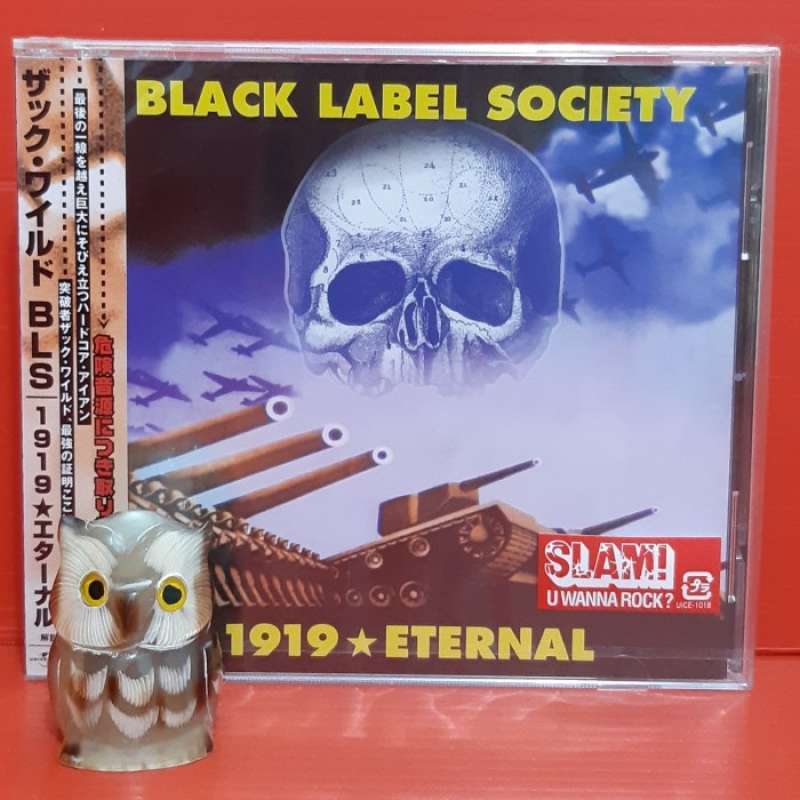 ザック・ワイルド BLS 1919★エターナル
最後の一線を越え巨大にそびえ立つハードコア・アイアン
突破者ザック・ワイルド、最強の証明ここ
危険音源につき取り
BLACK LABEL SOCIETY
SLAM!
U WANNA ROCK?
プラ
UICE-1018
1919 ★ ETERNAL